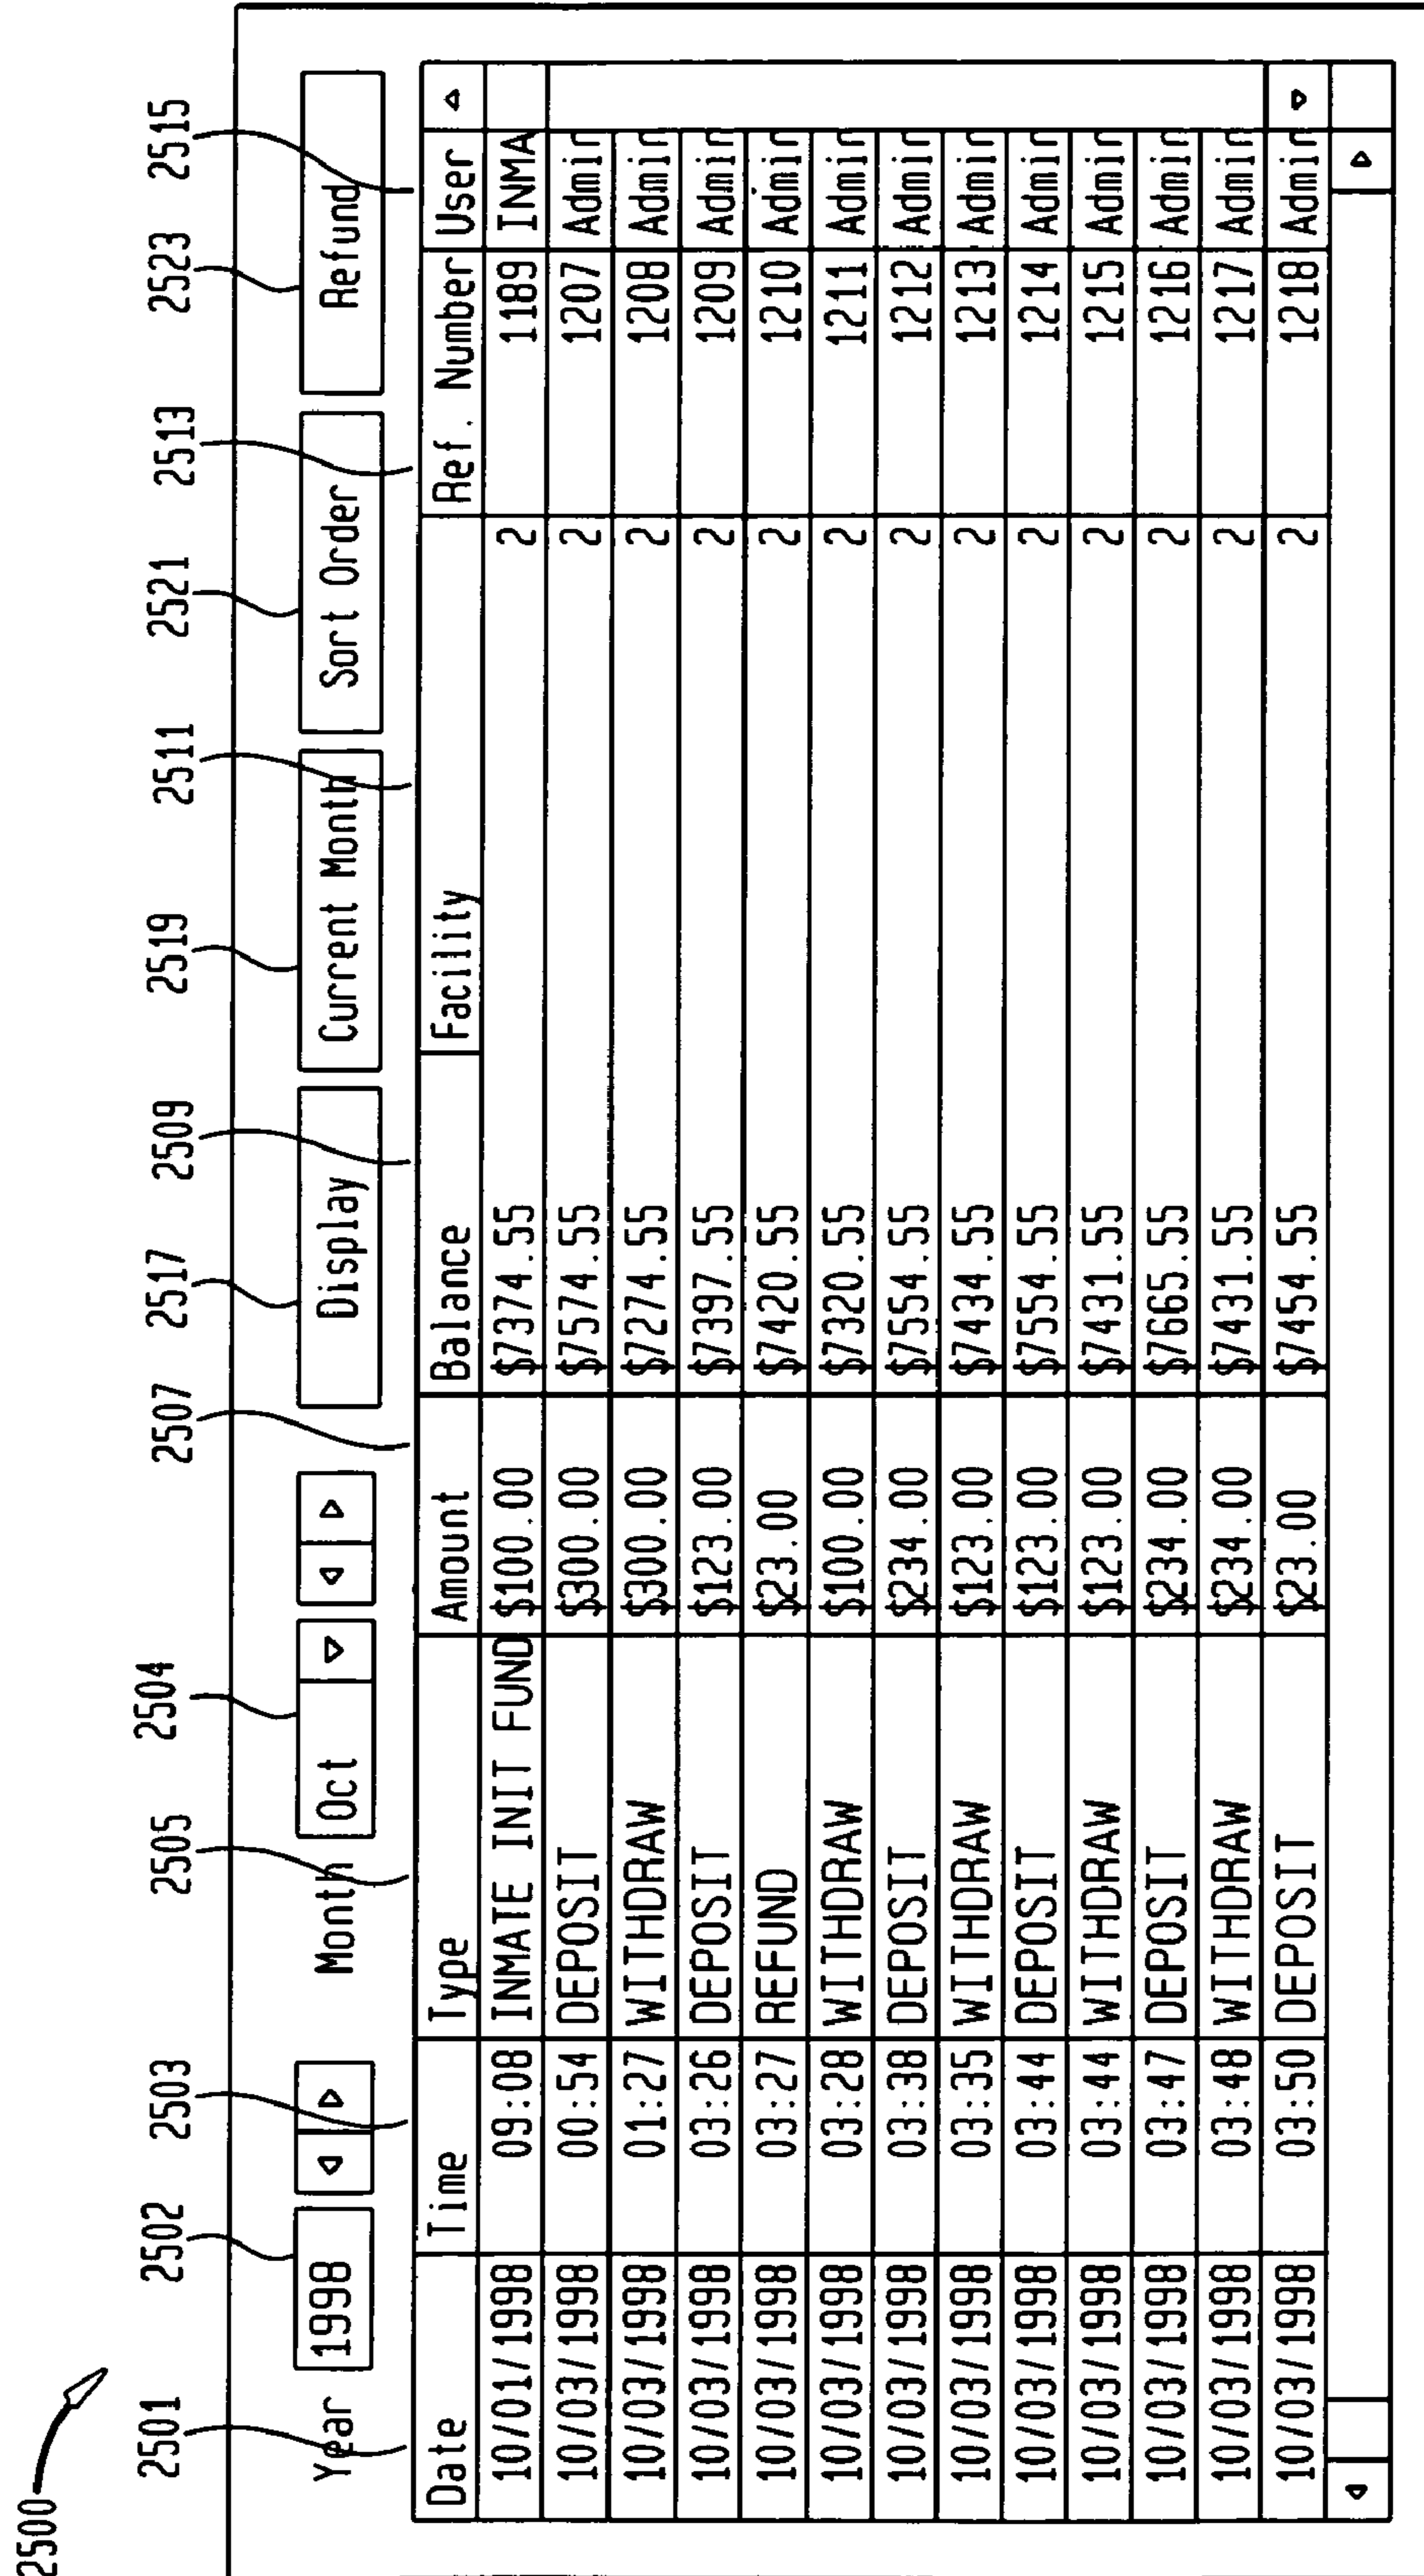 2500
2501 2502 2503 2505 2504 2507 2517 2509 2519 2511 2521 2513 2523 2515
Year 1998 Month Oct Display Current Month Sort Order Refund
Date Time Type Amount Balance Facility Ref. Number User
10/01/1998 09:08 INMATE INIT FUND $100.00 $7374.55 2 1189 INMA
10/03/1998 00:54 DEPOSIT $300.00 $7574.55 2 1207 Admin
10/03/1998 01:27 WITHDRAW $300.00 $7274.55 2 1208 Admin
10/03/1998 03:26 DEPOSIT $123.00 $7397.55 2 1209 Admin
10/03/1998 03:27 REFUND $23.00 $7420.55 2 1210 Admin
10/03/1998 03:28 WITHDRAW $100.00 $7320.55 2 1211 Admin
10/03/1998 03:38 DEPOSIT $234.00 $7554.55 2 1212 Admin
10/03/1998 03:35 WITHDRAW $123.00 $7434.55 2 1213 Admin
10/03/1998 03:44 DEPOSIT $123.00 $7554.55 2 1214 Admin
10/03/1998 03:44 WITHDRAW $123.00 $7431.55 2 1215 Admin
10/03/1998 03:47 DEPOSIT $234.00 $7665.55 2 1216 Admin
10/03/1998 03:48 WITHDRAW $234.00 $7431.55 2 1217 Admin
10/03/1998 03:50 DEPOSIT $23.00 $7454.55 2 1218 Admin